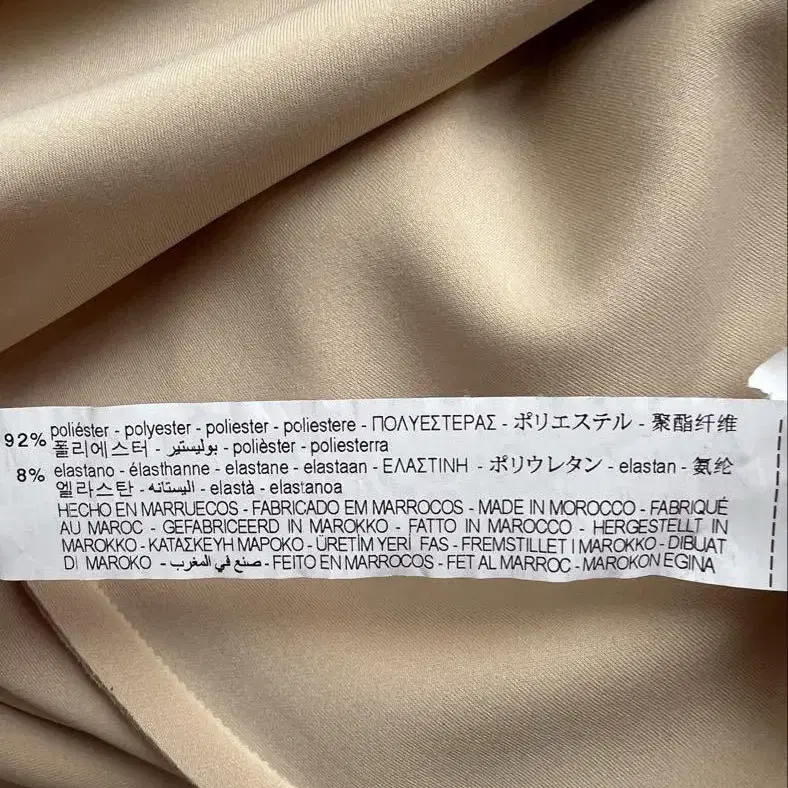 92% poliéster - polyester - poliester - poliestere - ΠΟΛΥΕΣΤΕΡΑΣ - ポリエステル - 聚酯纤维
폴리에스터 - بوليستير - polièster - poliesterra
8% elastano - élasthanne - elastane - elastaan - ΕΛΑΣΤΙΝΗ - ポリウレタン - elastan - 氨纶
엘라스탄 - اليستانه - elastà - elastanoa
HECHO EN MARRUECOS - FABRICADO EM MARROCOS - MADE IN MOROCCO - FABRIQUÉ
AU MAROC - GEFABRICEERD IN MAROKKO - FATTO IN MAROCCO - HERGESTELLT IN
MAROKKO - ΚΑΤΑΣΚΕΥΗ ΜΑΡΟΚΟ - ÜRETİM YERİ FAS - FREMSTILLET I MAROKKO - DIBUAT
DI MAROKO - صنع في المغرب - FEITO EN MARROCOS - FET AL MARROC - MAROKON EGINA